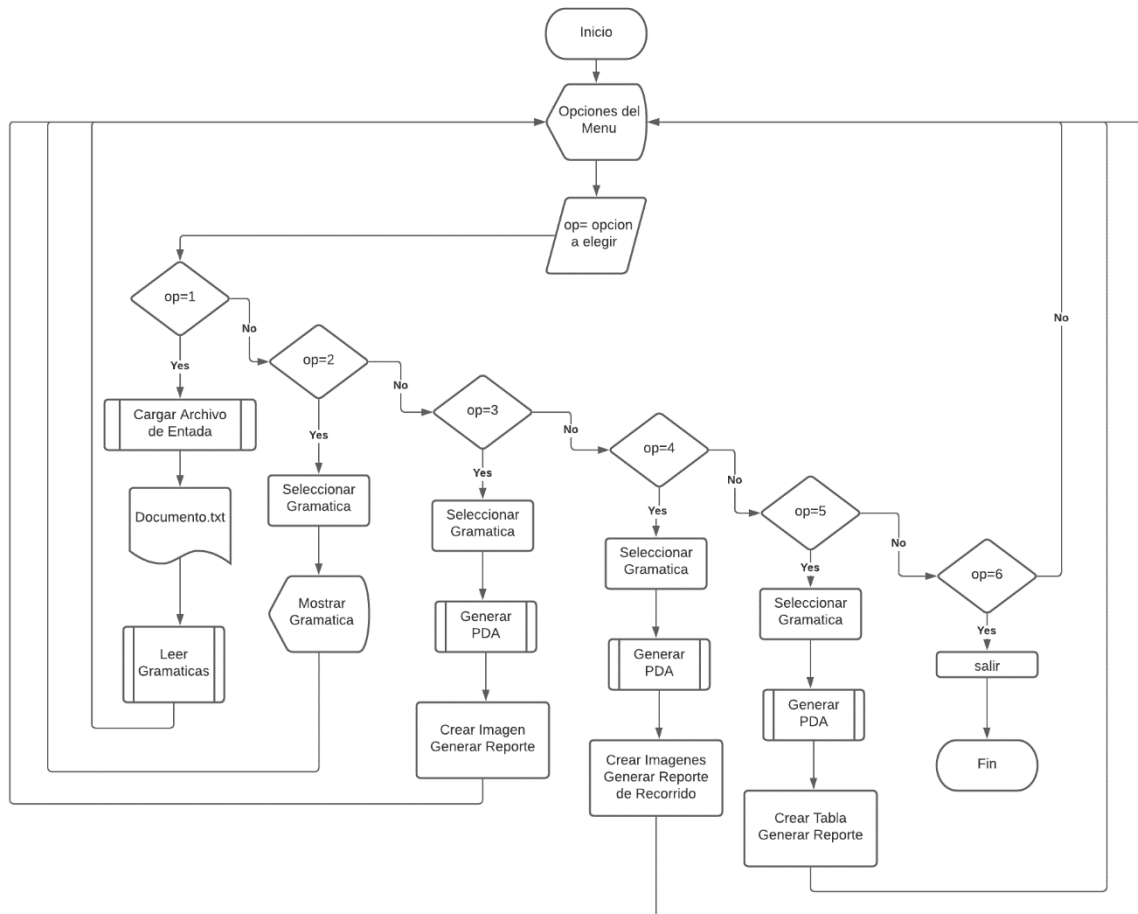 Inicio
Opciones del
Menu
op= opcion
a elegir
op=1
No
Yes
Cargar Archivo
de Entada
Documento.txt
Leer
Gramaticas
op=2
No
Yes
Seleccionar
Gramatica
Mostrar
Gramatica
op=3
No
Yes
Seleccionar
Gramatica
Generar
PDA
Crear Imagen
Generar Reporte
op=4
No
Yes
Seleccionar
Gramatica
Generar
PDA
Crear Imagenes
Generar Reporte
de Recorrido
op=5
No
Yes
Seleccionar
Gramatica
Generar
PDA
Crear Tabla
Generar Reporte
op=6
No
Yes
salir
Fin